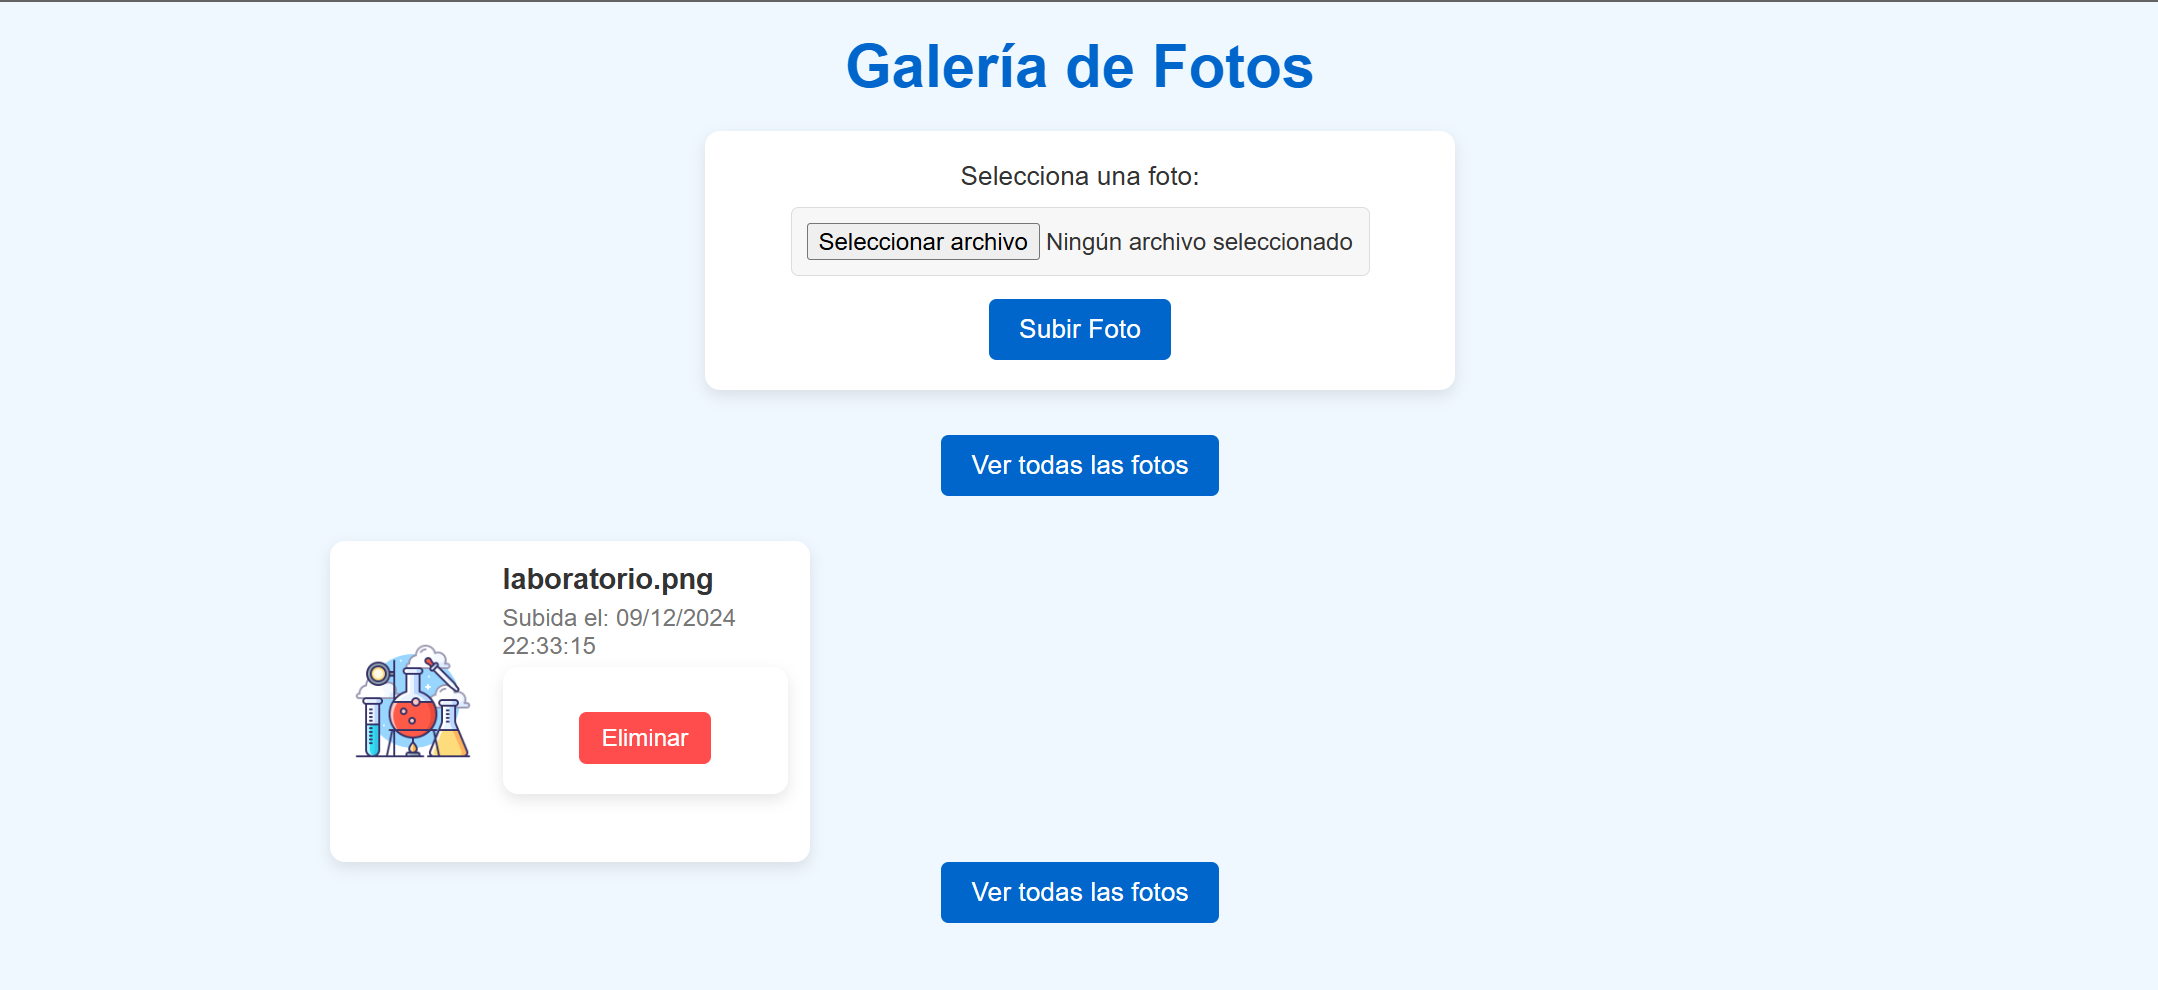 Galería de Fotos
Selecciona una foto:
Seleccionar archivo Ningún archivo seleccionado
Subir Foto
Ver todas las fotos
laboratorio.png
Subida el: 09/12/2024
22:33:15
Eliminar
Ver todas las fotos